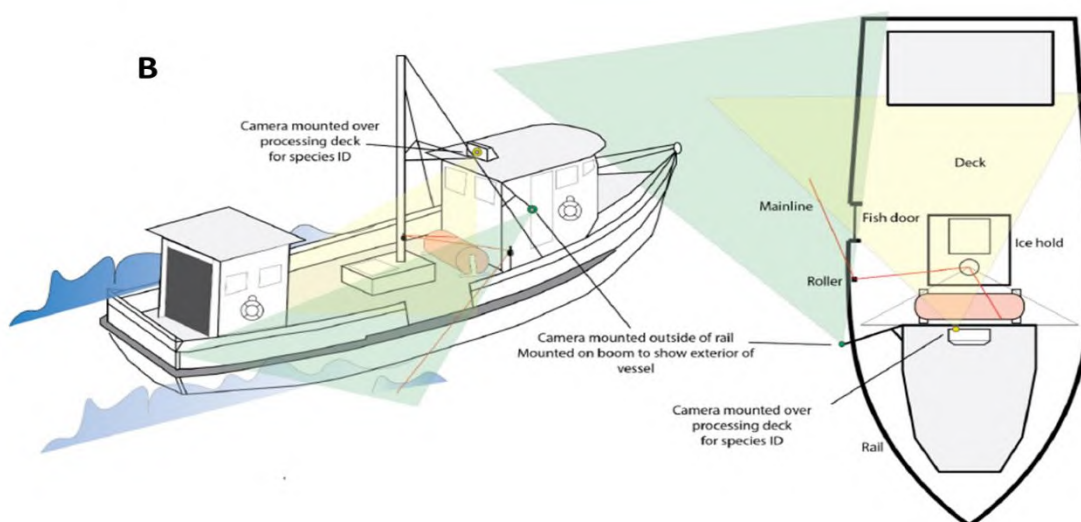 B
Camera mounted over
processing deck
for species ID
Deck
Mainline
Fish door
Ice hold
Roller
Camera mounted outside of rail
Mounted on boom to show exterior of
vessel
Camera mounted over
processing deck
for species ID
Rail